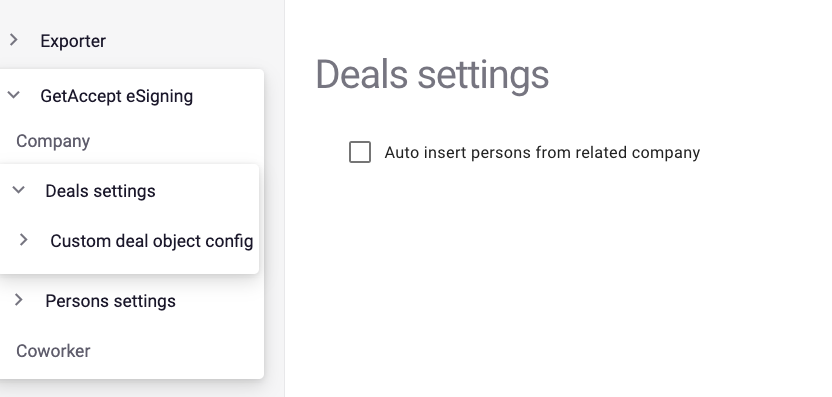 Exporter
GetAccept eSigning
Company
Deals settings
Custom deal object config
Persons settings
Coworker
Deals settings
Auto insert persons from related company